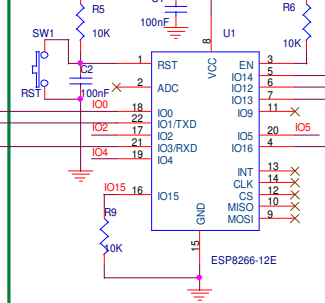 R5
10K
100nF
R6
10K
SW1
U1
8
VCC
1
RST
EN
3
C2
IO14
5
RST
100nF
2
ADC
IO12
6
IO13
7
IO0
18
IO0
IO9
11
22
IO1/TXD
IO2
17
IO2
IO5
20
IO5
21
IO3/RXD
IO16
4
IO4
19
IO4
INT
13
CLK
14
IO15
16
IO15
CS
12
MISO
10
MOSI
9
R9
10K
GND
15
ESP8266-12E